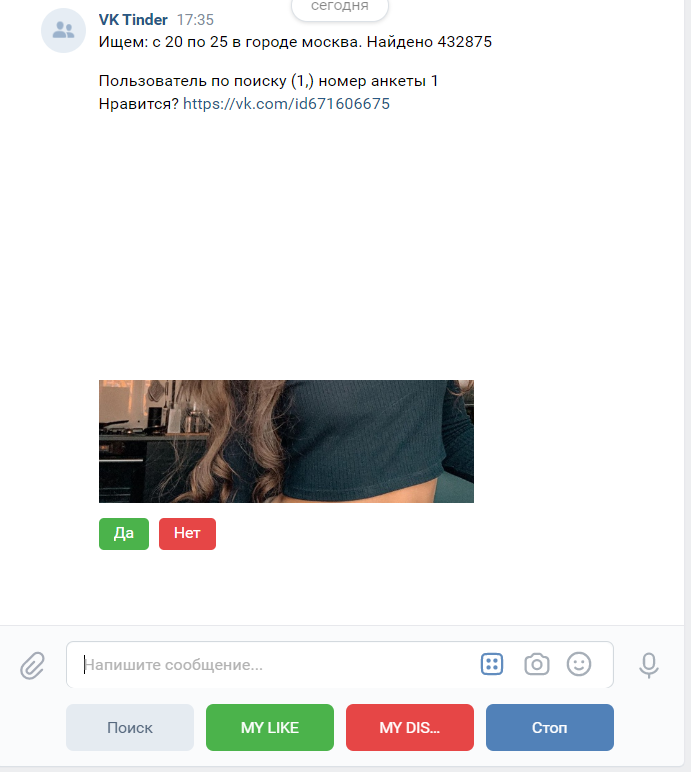 сегодня
VK Tinder 17:35
Ищем: с 20 по 25 в городе москва. Найдено 432875
Пользователь по поиску (1,) номер анкеты 1
Нравится? https://vk.com/id671606675
Да Нет
Напишите сообщение...
Поиск MY LIKE MY DIS... Стоп